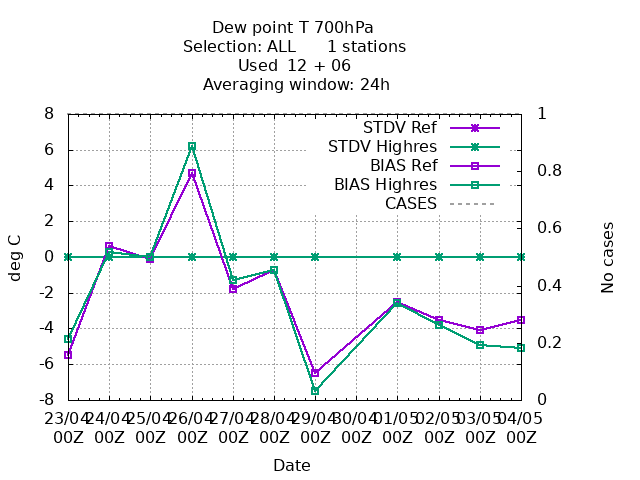 Dew point T 700hPa
Selection: ALL 1 stations
Used 12 + 06
Averaging window: 24h
8 1
STDV Ref
6 STDV Highres
0.8
BIAS Ref
4 BIAS Highres
CASES
2 0.6
0
-2 0.4
-4 0.2
-6
-8 0
deg C
No cases
23/04 24/04 25/04 26/04 27/04 28/04 29/04 30/04 01/05 02/05 03/05 04/05
00Z 00Z 00Z 00Z 00Z 00Z 00Z 00Z 00Z 00Z 00Z 00Z
Date